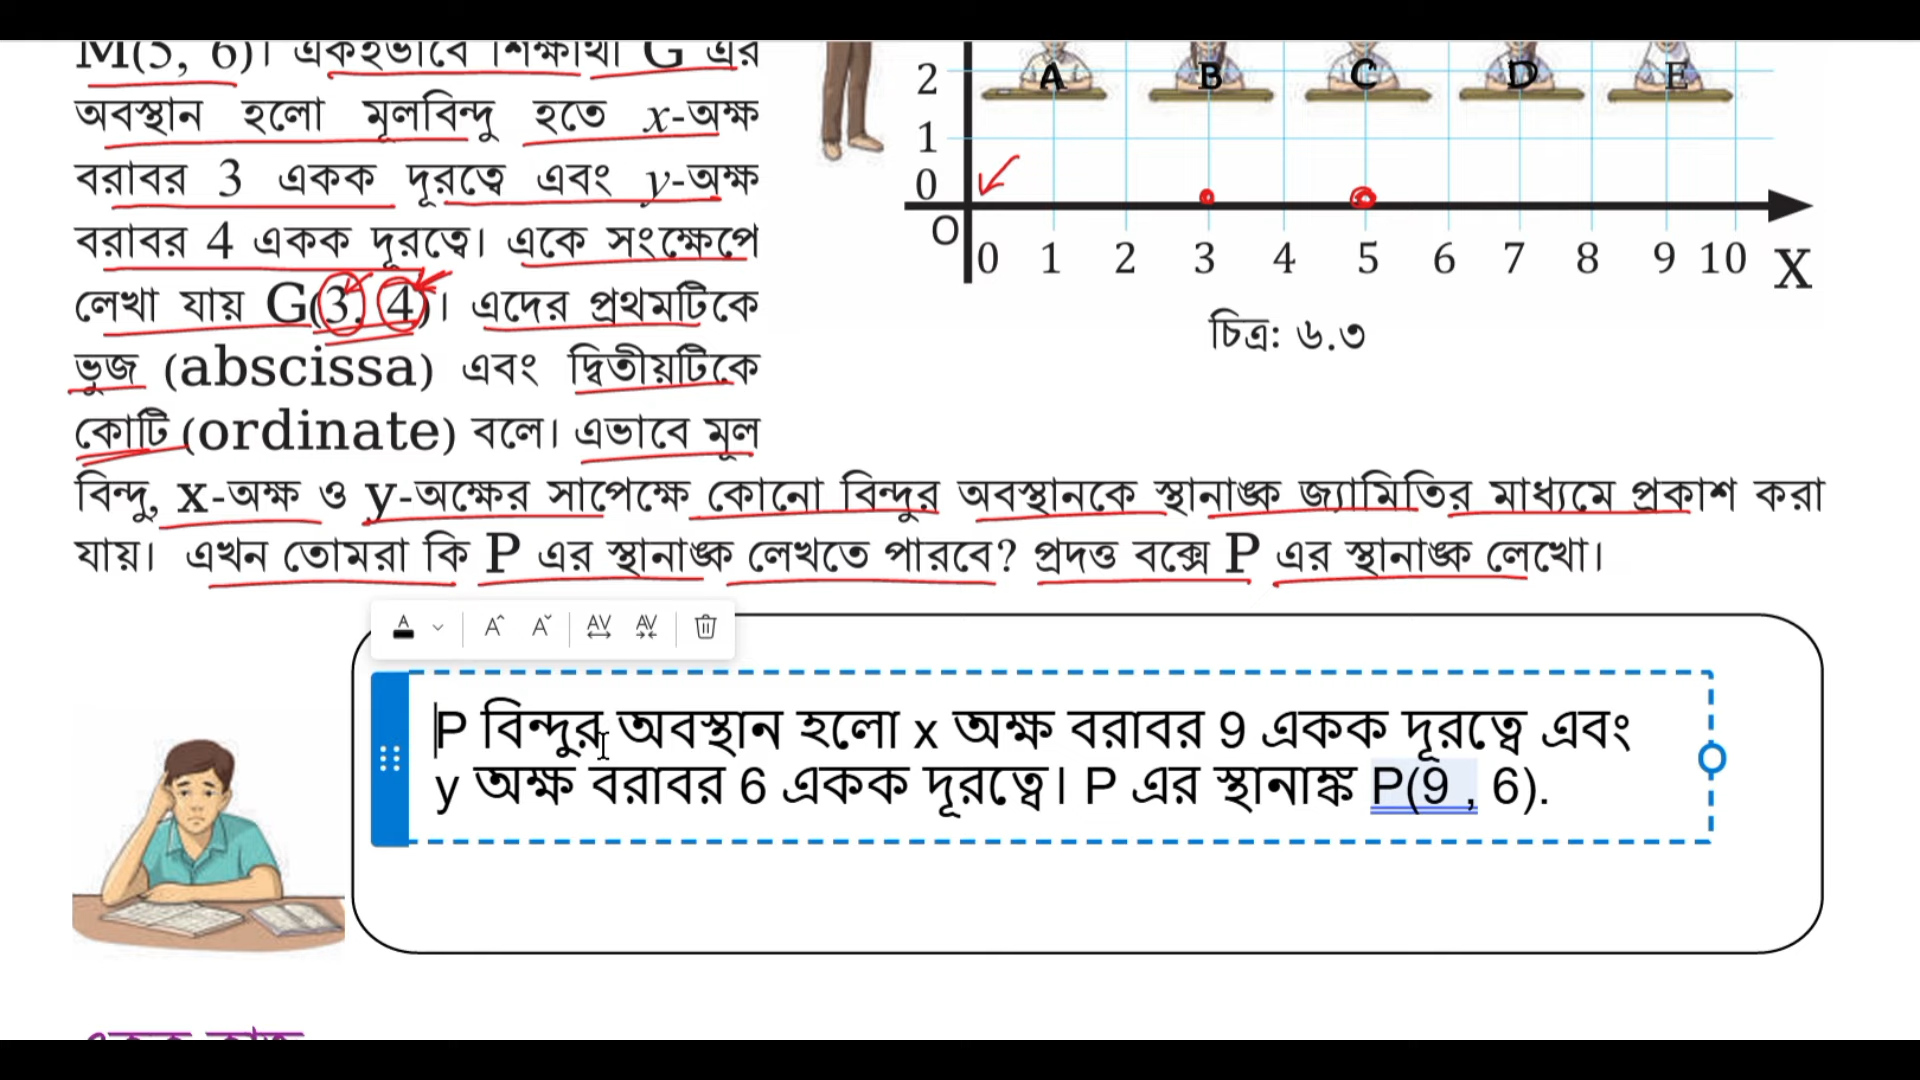 M(5, 6)। একইভাবে শিক্ষার্থী G এর
অবস্থান হলো মূলবিন্দু হতে x-অক্ষ
বরাবর 3 একক দূরত্বে এবং y-অক্ষ
বরাবর 4 একক দূরত্বে। একে সংক্ষেপে
লেখা যায় G(3, 4)। এদের প্রথমটিকে
ভুজ (abscissa) এবং দ্বিতীয়টিকে
কোটি (ordinate) বলে। এভাবে মূল
বিন্দু, x-অক্ষ ও y-অক্ষের সাপেক্ষে কোনো বিন্দুর অবস্থানকে স্থানাঙ্ক জ্যামিতির মাধ্যমে প্রকাশ করা
যায়। এখন তোমরা কি P এর স্থানাঙ্ক লেখতে পারবে? প্রদত্ত বক্সে P এর স্থানাঙ্ক লেখো।
2 A B C D E
1
0
O 0 1 2 3 4 5 6 7 8 9 10 X
চিত্র: ৬.৩
P বিন্দুর অবস্থান হলো x অক্ষ বরাবর 9 একক দূরত্বে এবং
y অক্ষ বরাবর 6 একক দূরত্বে। P এর স্থানাঙ্ক P(9 , 6).